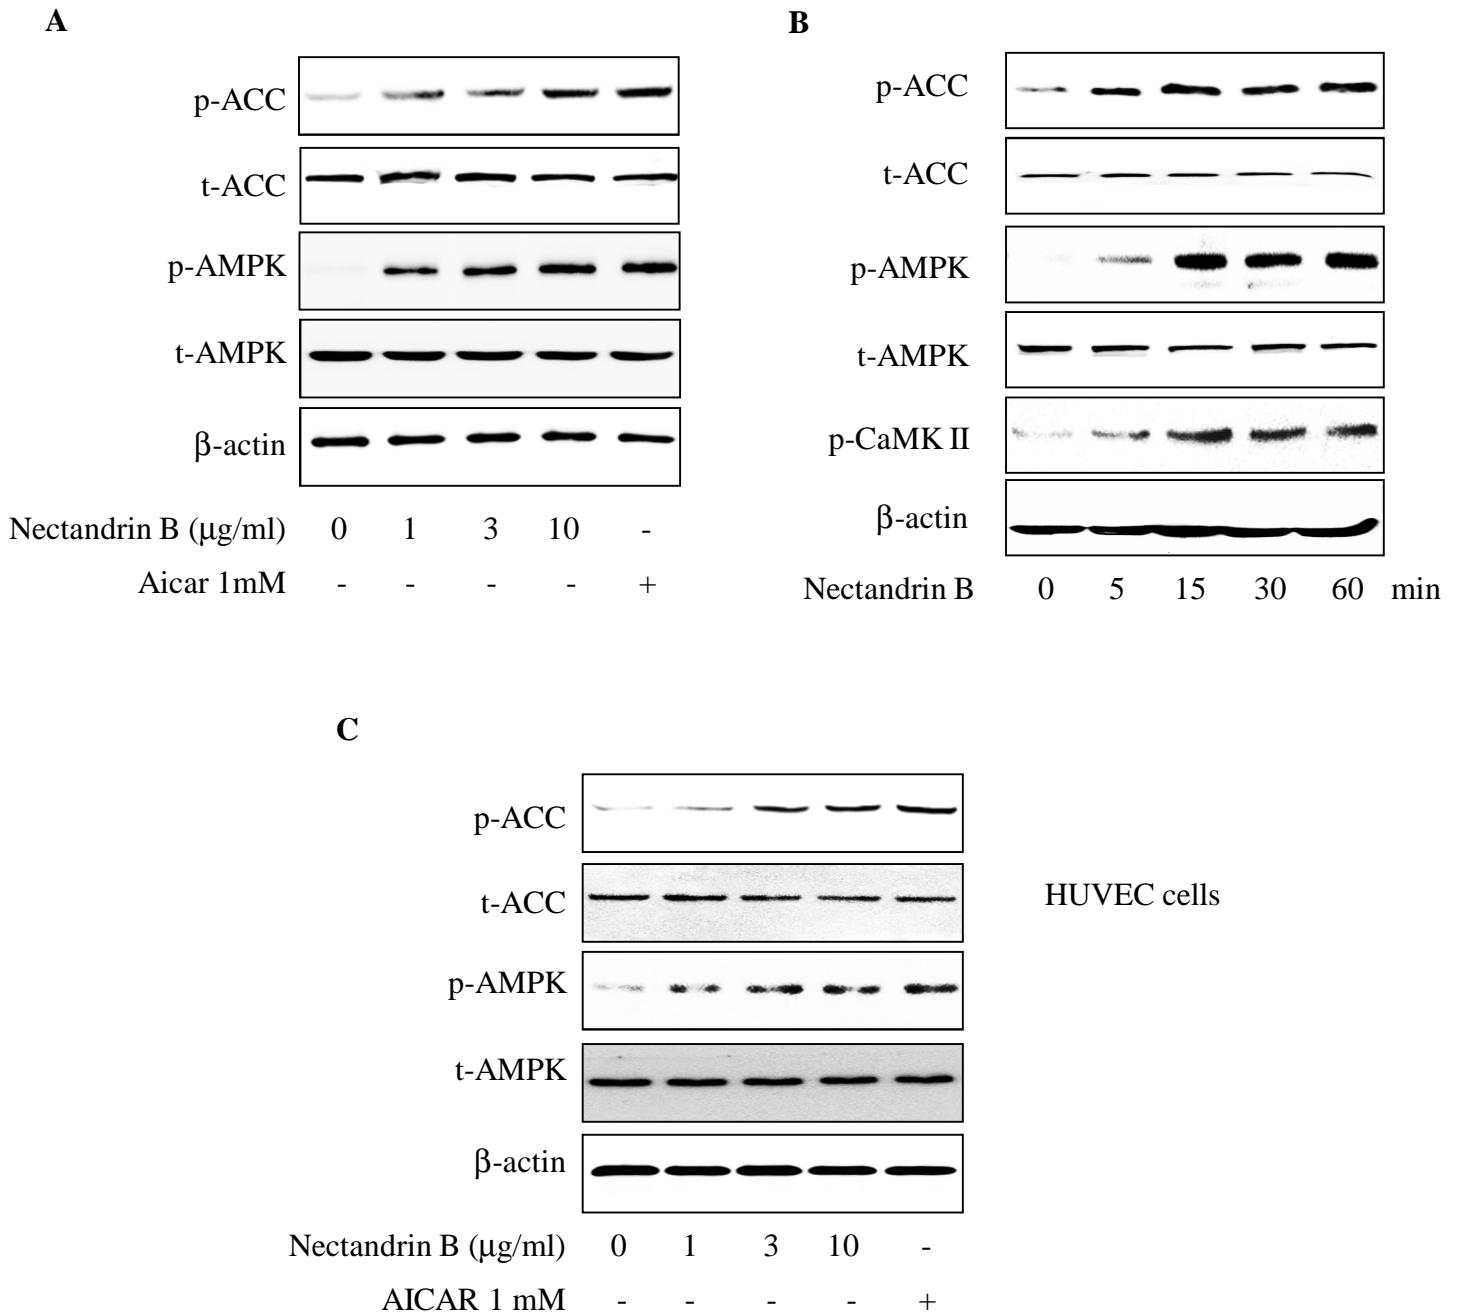 A
p-ACC
t-ACC
p-AMPK
t-AMPK
β-actin
Nectandrin B (μg/ml) 0 1 3 10 -
Aicar 1mM - - - - +
B
p-ACC
t-ACC
p-AMPK
t-AMPK
p-CaMK II
β-actin
Nectandrin B 0 5 15 30 60 min
C
p-ACC
t-ACC
HUVEC cells
p-AMPK
t-AMPK
β-actin
Nectandrin B (μg/ml) 0 1 3 10 -
AICAR 1 mM - - - - +